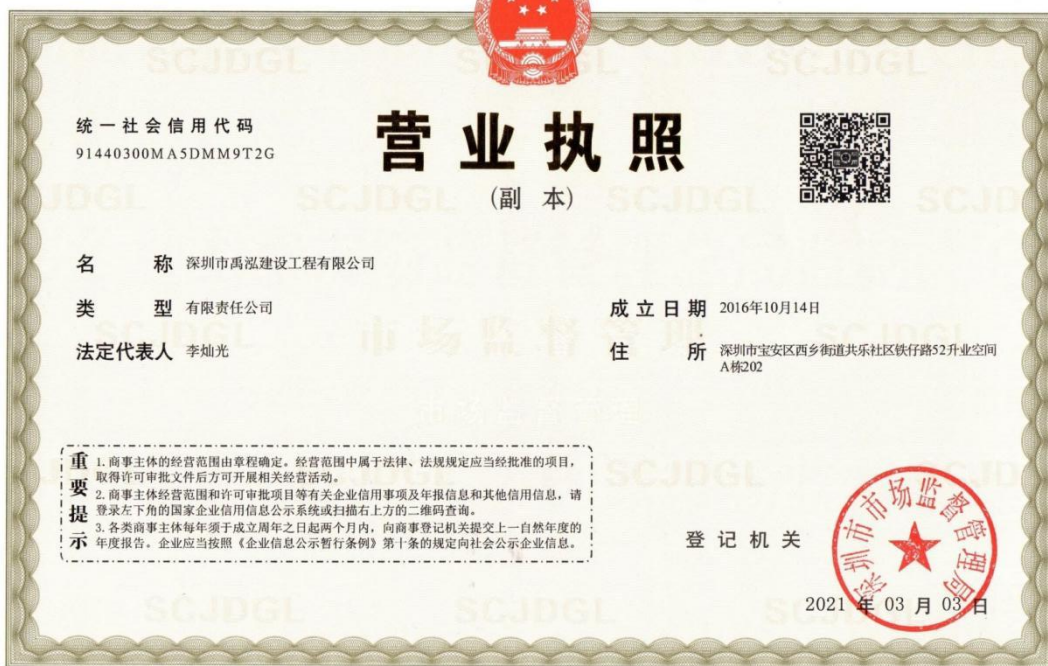 统一社会信用代码
91440300MA5DMM9T2G
营业执照
(副 本)
名 称 深圳市禹泓建设工程有限公司
类 型 有限责任公司
法定代表人 李灿光
成立日期 2016年10月14日
住 所 深圳市宝安区西乡街道共乐社区铁仔路52升业空间
A栋202
重要提示
1. 商事主体的经营范围由章程确定。经营范围中属于法律、法规规定应当经批准的项目，
取得许可审批文件后方可开展相关经营活动。
2. 商事主体经营范围和许可审批项目等有关企业信用事项及年报信息和其他信用信息，请
登录左下角的国家企业信用信息公示系统或扫描右上方的二维码查询。
3. 各类商事主体每年须于成立周年之日起两个月内，向商事登记机关提交上一自然年度的
年度报告。企业应当按照《企业信息公示暂行条例》第十条的规定向社会公示企业信息。
登记机关
深圳市市场监督管理局
2021 年 03 月 03 日
SCJDGL
市场监督管理